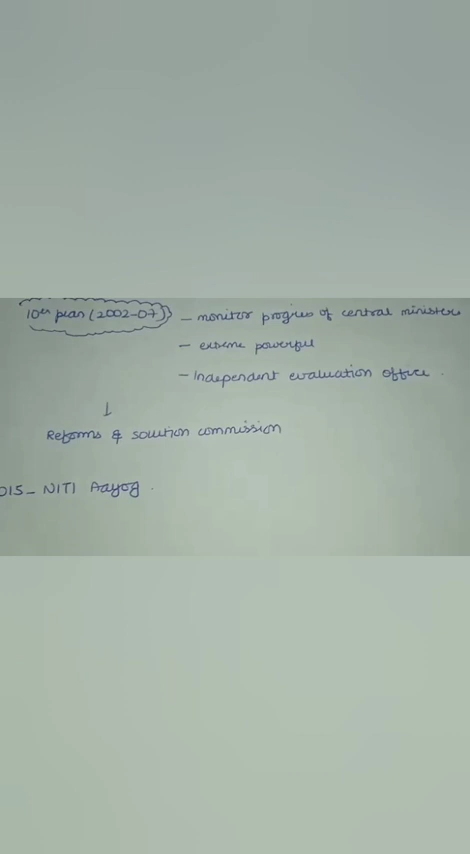 10th plan (2002-07) - monitor progress of central ministers
- extreme powerful
- Independent evaluation office.
↓
Reforms & solution commission
015- NITI Aayog.